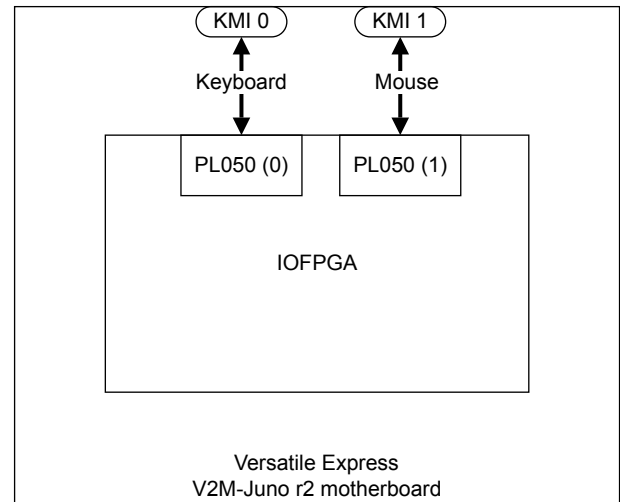 KMI 0
KMI 1
Keyboard
Mouse
PL050 (0)
PL050 (1)
IOFPGA
Versatile Express
V2M-Juno r2 motherboard